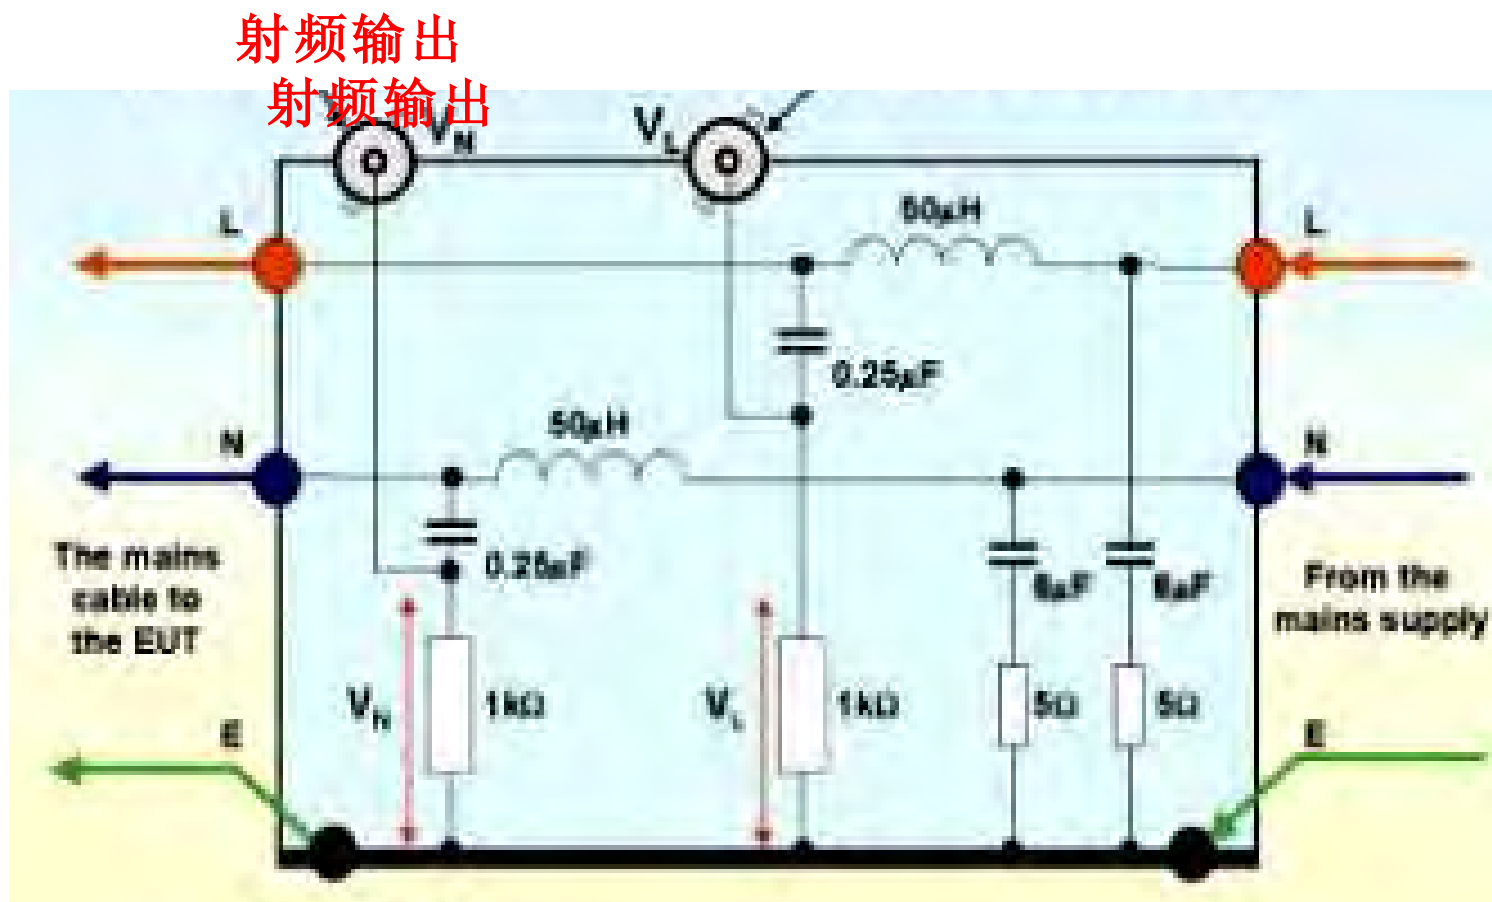 射频输出
射频输出
VN
VL
L
50μH
L
0.25μF
N
50μH
N
The mains
cable to
the EUT
0.25μF
8μF
8μF
From the
mains supply
VN
1kΩ
VL
1kΩ
5Ω
5Ω
E
E